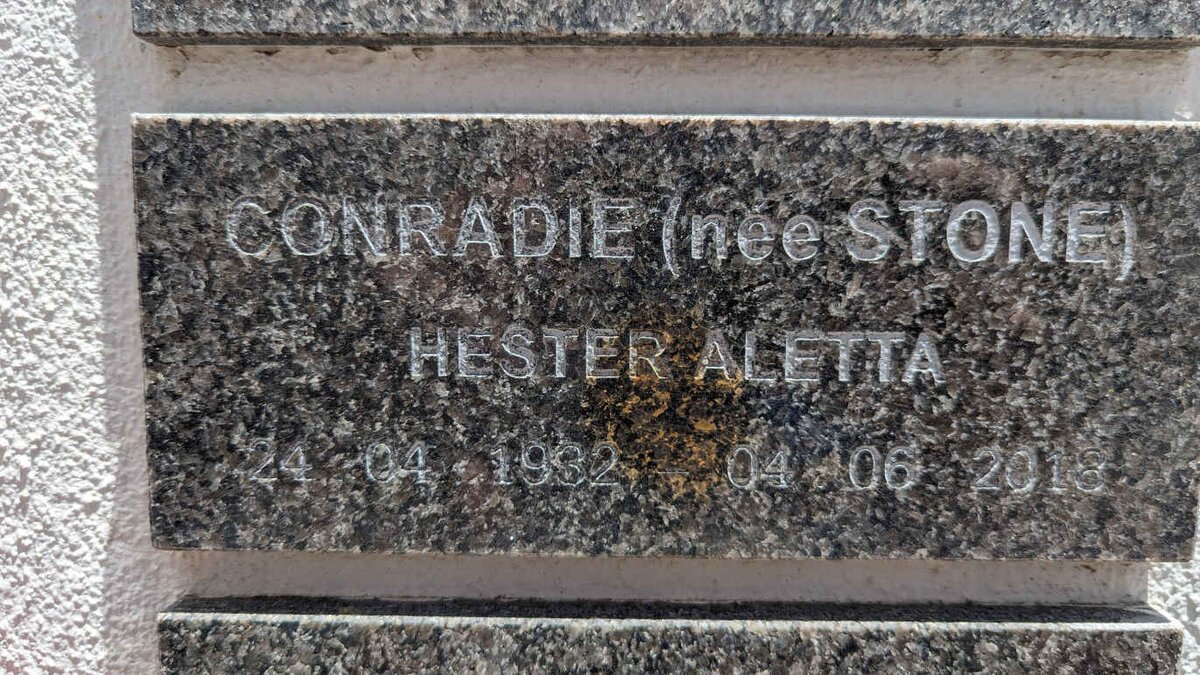 CONRADIE (née STONE)
HESTER ALETTA
24 04 1932 – 04 06 2018